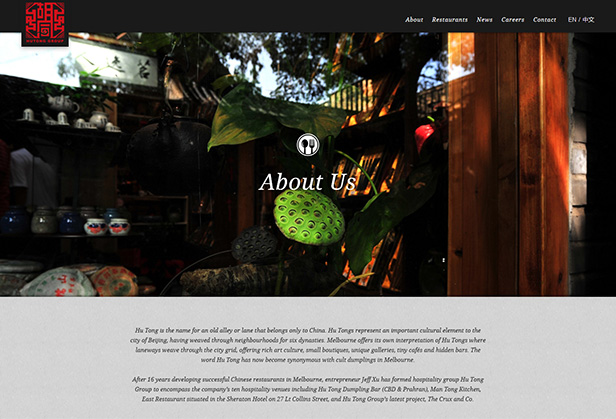 HUTONG GROUP
About Restaurants News Careers Contact EN / 中文
About Us
Hu Tong is the name for an old alley or lane that belongs only to China. Hu Tongs represent an important cultural element to the
city of Beijing, having weaved through neighbourhoods for six dynasties. Melbourne offers its own interpretation of Hu Tongs where
laneways weave through the city grid, offering rich art culture, small boutiques, unique galleries, tiny cafés and hidden bars. The
word Hu Tong has now become synonymous with cult dumplings in Melbourne.
After 16 years developing successful Chinese restaurants in Melbourne, entrepreneur Jeff Xu has formed hospitality group Hu
Tong to encompass the company's ten hospitality venues including Hu Tong Dumpling Bar (CBD & Prahran), Man Tong Kitchen,
East Restaurant situated in the Sheraton Hotel on 27 Lt Collins Street, and Hu Tong Group's latest project, The Crux and Co.